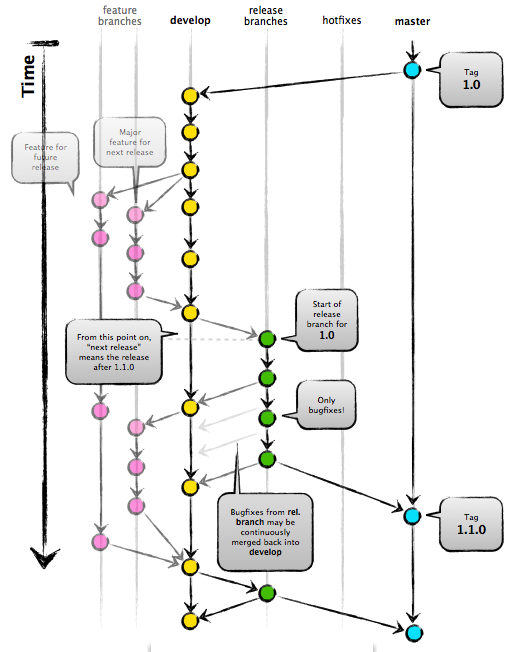 feature
branches
develop
release
branches
hotfixes
master
Time
Tag
1.0
Major
feature for
next release
Feature for
future
release
Start of
release
branch for
1.0
From this point on,
"next release"
means the release
after 1.1.0
Only
bugfixes!
Bugfixes from rel.
branch may be
continuously
merged back into
develop
Tag
1.1.0